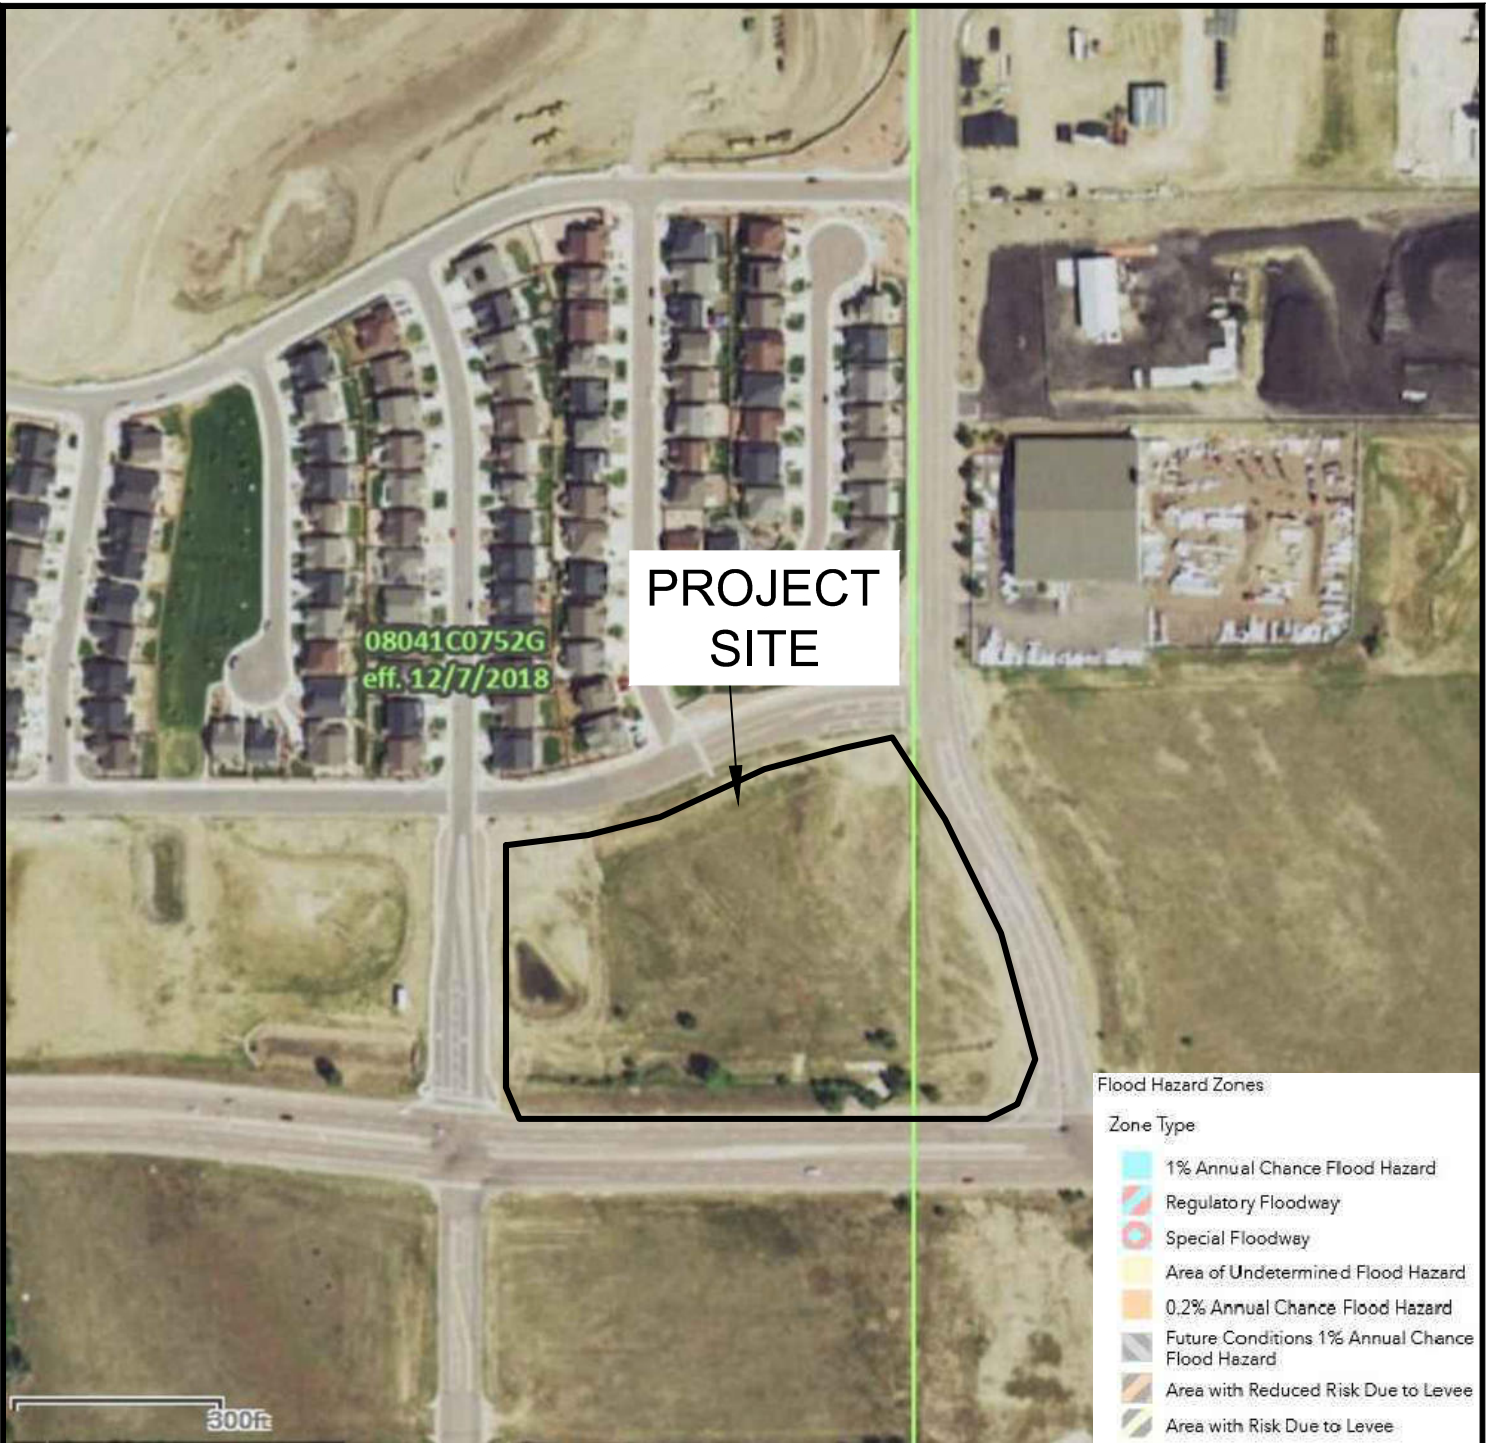 08041C0752G
eff. 12/7/2018
PROJECT
SITE
Flood Hazard Zones
Zone Type
1% Annual Chance Flood Hazard
Regulatory Floodway
Special Floodway
Area of Undetermined Flood Hazard
0.2% Annual Chance Flood Hazard
Future Conditions 1% Annual Chance
Flood Hazard
Area with Reduced Risk Due to Levee
Area with Risk Due to Levee
300ft